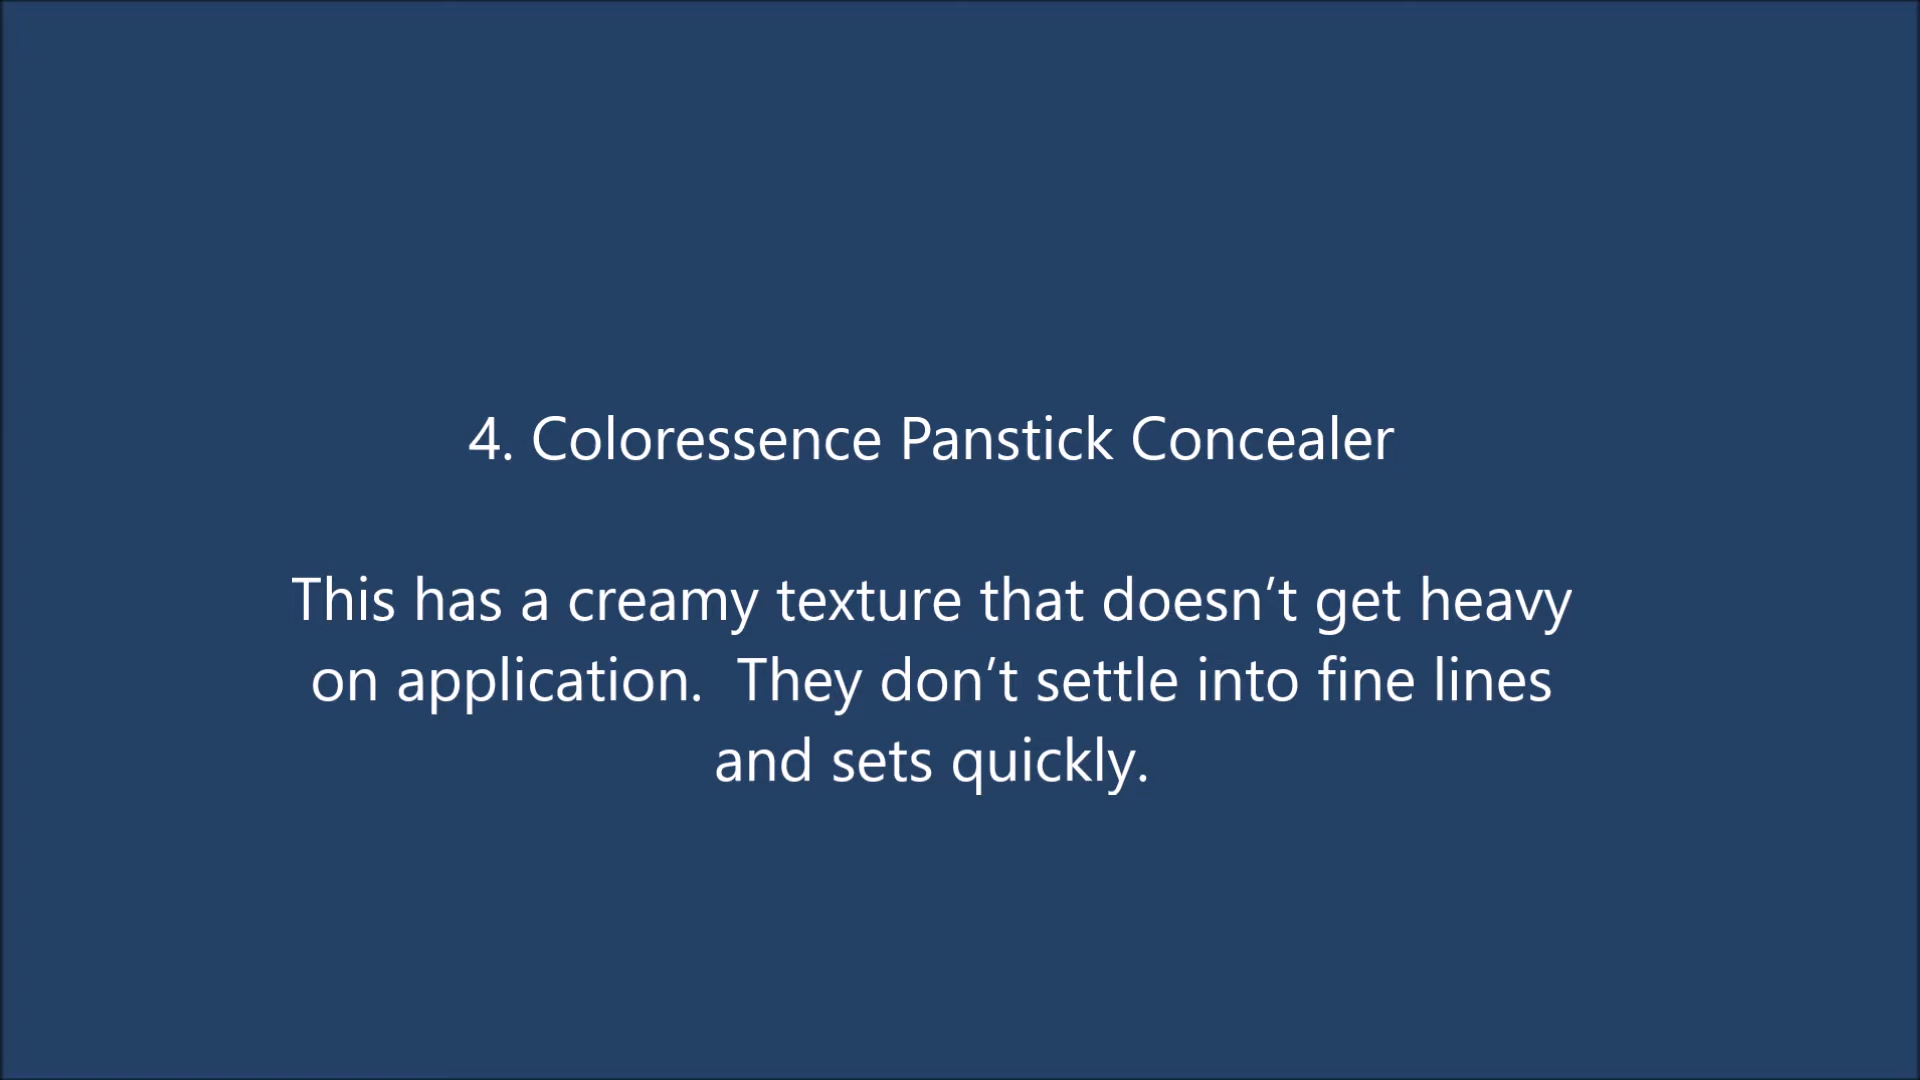 4. Coloressence Panstick Concealer
This has a creamy texture that doesn’t get heavy
on application.  They don’t settle into fine lines
and sets quickly.